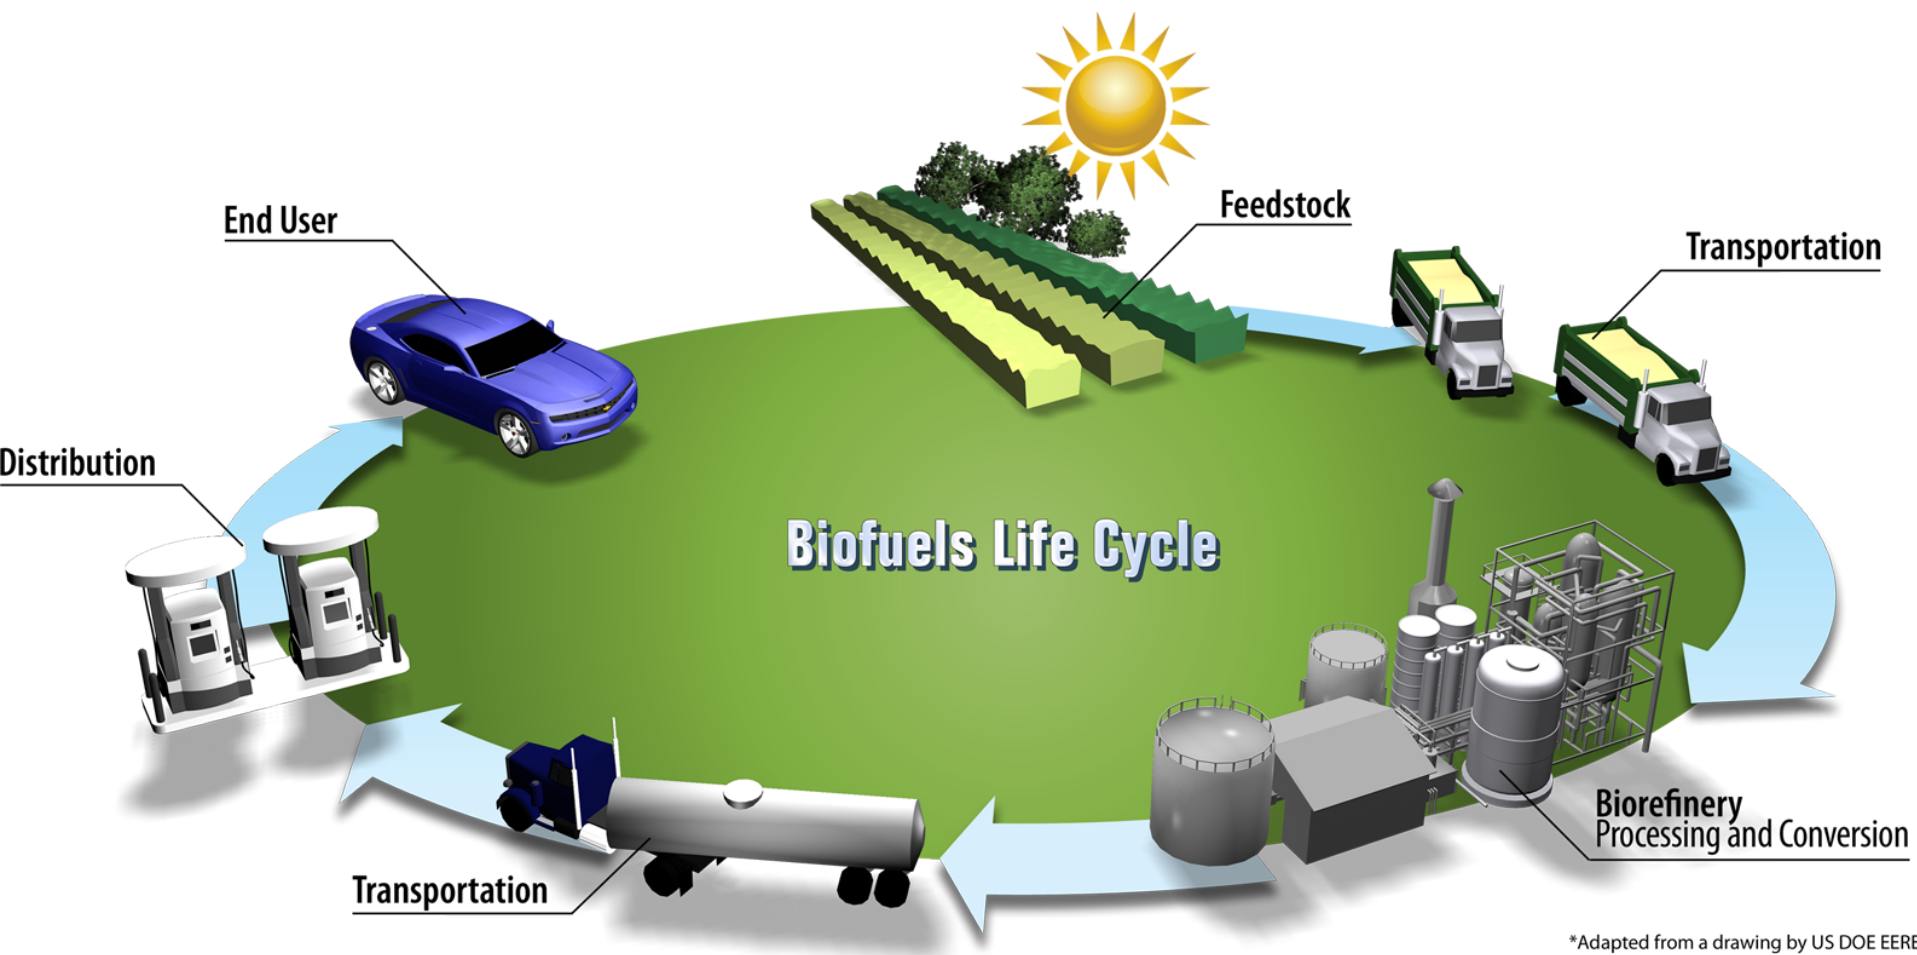 End User
Feedstock
Transportation
Distribution
Biofuels Life Cycle
Biorefinery
Processing and Conversion
Transportation
*Adapted from a drawing by US DOE EERE